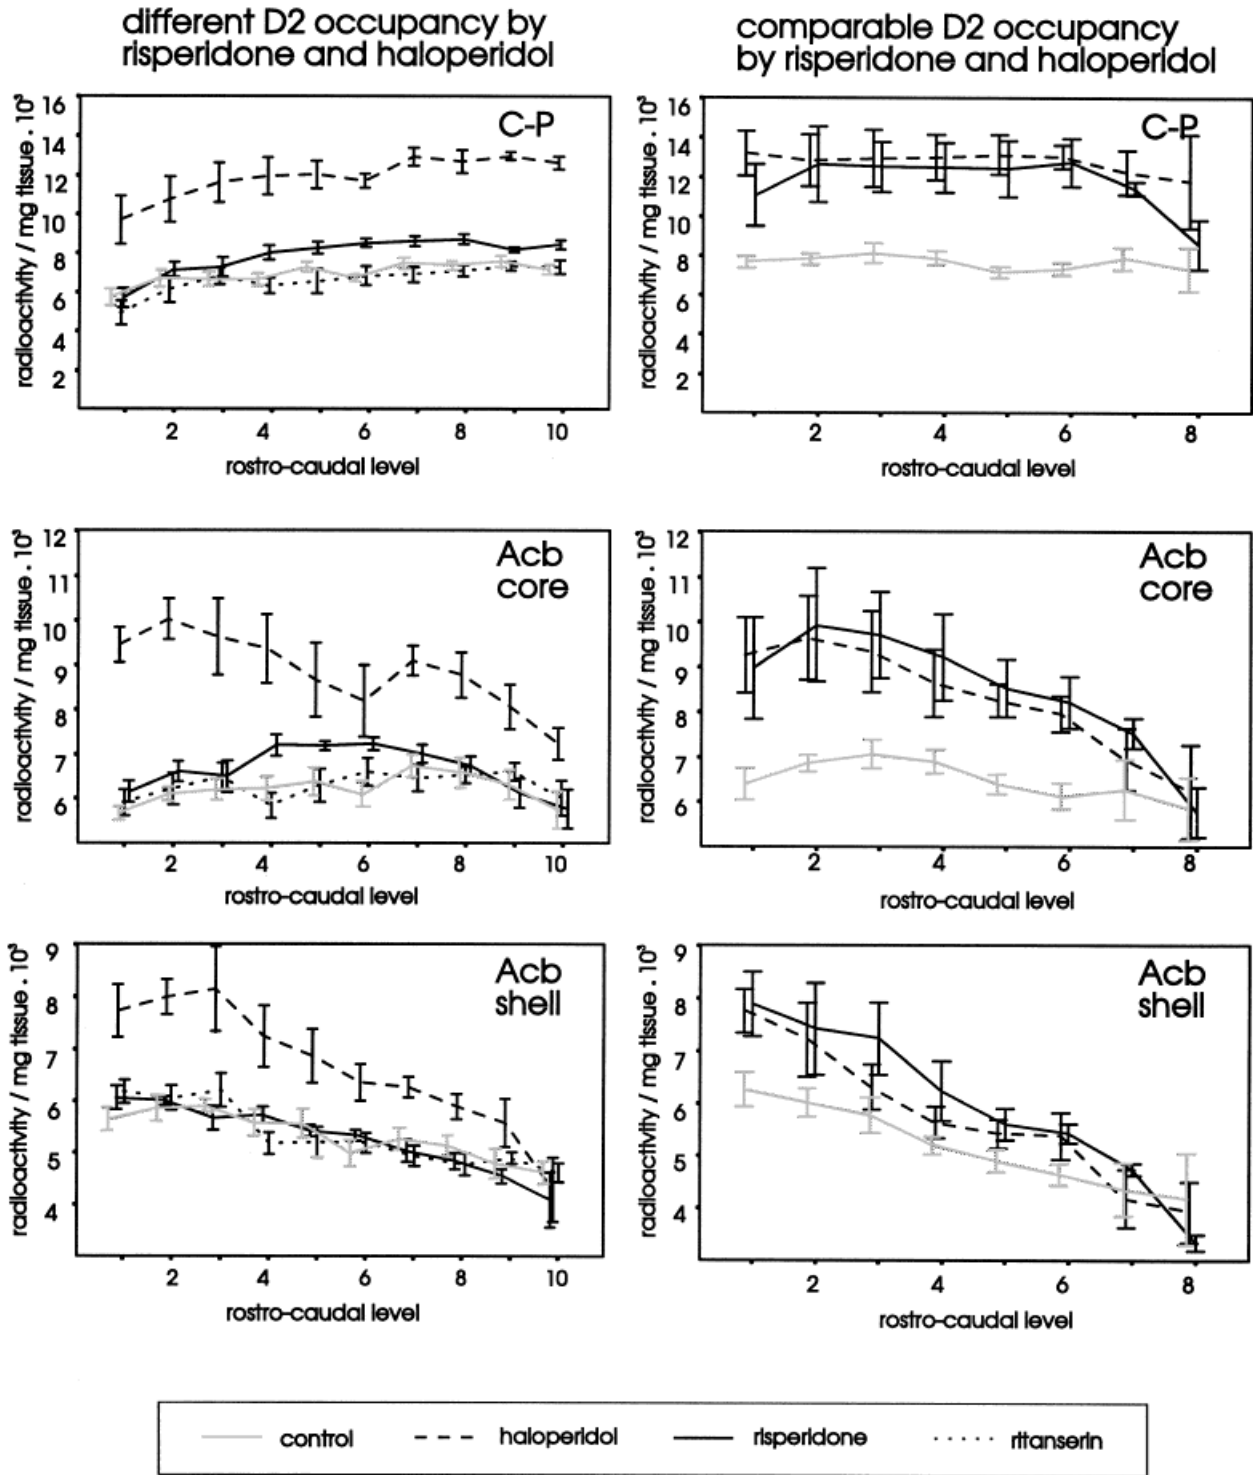 different D2 occupancy by
risperidone and haloperidol
comparable D2 occupancy
by risperidone and haloperidol
C-P
radioactivity / mg tissue . 10³
16
14
12
10
8
6
4
2
2 4 6 8 10
rostro-caudal level
C-P
radioactivity / mg tissue . 10³
16
14
12
10
8
6
4
2
2 4 6 8
rostro-caudal level
Acb
core
radioactivity / mg tissue . 10³
12
11
10
9
8
7
6
2 4 6 8 10
rostro-caudal level
Acb
core
radioactivity / mg tissue . 10³
12
11
10
9
8
7
6
2 4 6 8
rostro-caudal level
Acb
shell
radioactivity / mg tissue . 10³
9
8
7
6
5
4
2 4 6 8 10
rostro-caudal level
Acb
shell
radioactivity / mg tissue . 10³
9
8
7
6
5
4
2 4 6 8
rostro-caudal level
control haloperidol risperidone ritanserin